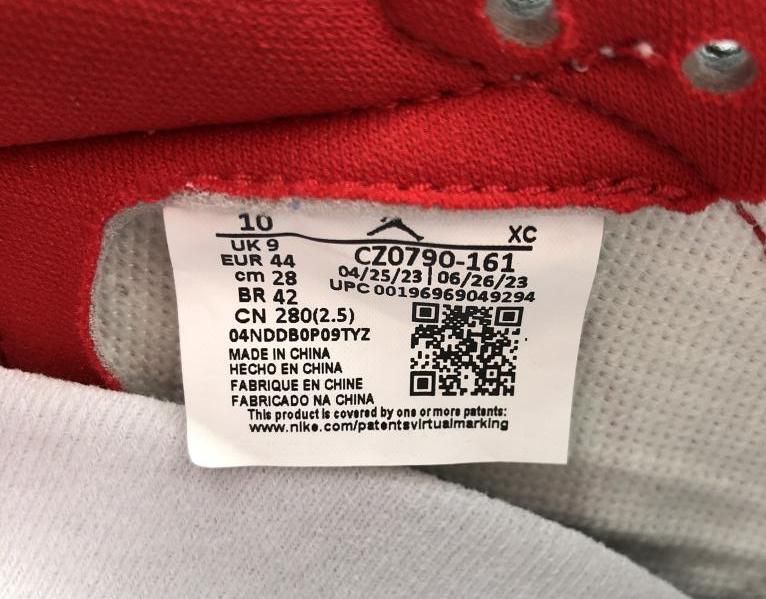 10
XC
UK 9
EUR 44
cm 28
BR 42
CN 280(2.5)
CZ0790-161
04/25/23 | 06/26/23
UPC 00196969049294
04NDDB0P09TYZ
MADE IN CHINA
HECHO EN CHINA
FABRIQUE EN CHINE
FABRICADO NA CHINA
This product is covered by one or more patents:
www.nike.com/patentsvirtualmarking